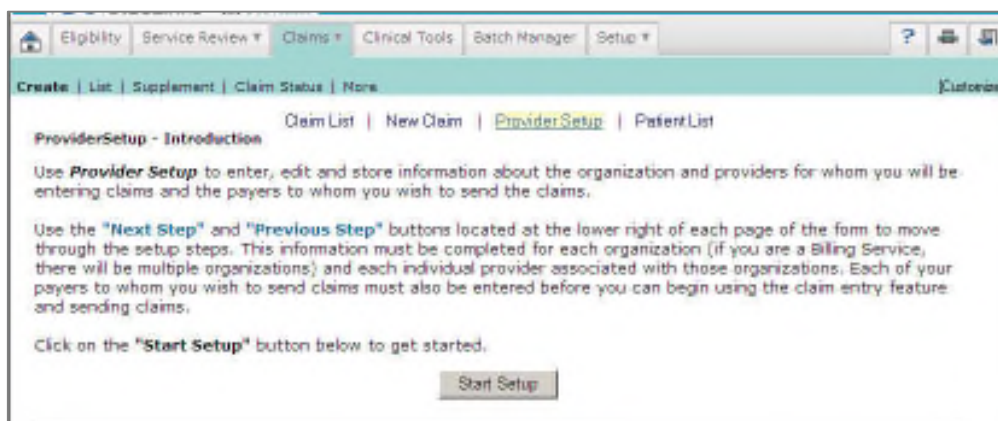 Eligibility Service Review ▾ Claims ▾ Clinical Tools Batch Manager Setup ▾ ?
Create | List | Supplement | Claim Status | More
Claim List | New Claim | Provider Setup | Patient List
ProviderSetup - Introduction
Use Provider Setup to enter, edit and store information about the organization and providers for whom you will be
entering claims and the payers to whom you wish to send the claims.
Use the "Next Step" and "Previous Step" buttons located at the lower right of each page of the form to move
through the setup steps. This information must be completed for each organization (if you are a Billing Service,
there will be multiple organizations) and each individual provider associated with those organizations. Each of your
payers to whom you wish to send claims must also be entered before you can begin using the claim entry feature
and sending claims.
Click on the "Start Setup" button below to get started.
Start Setup